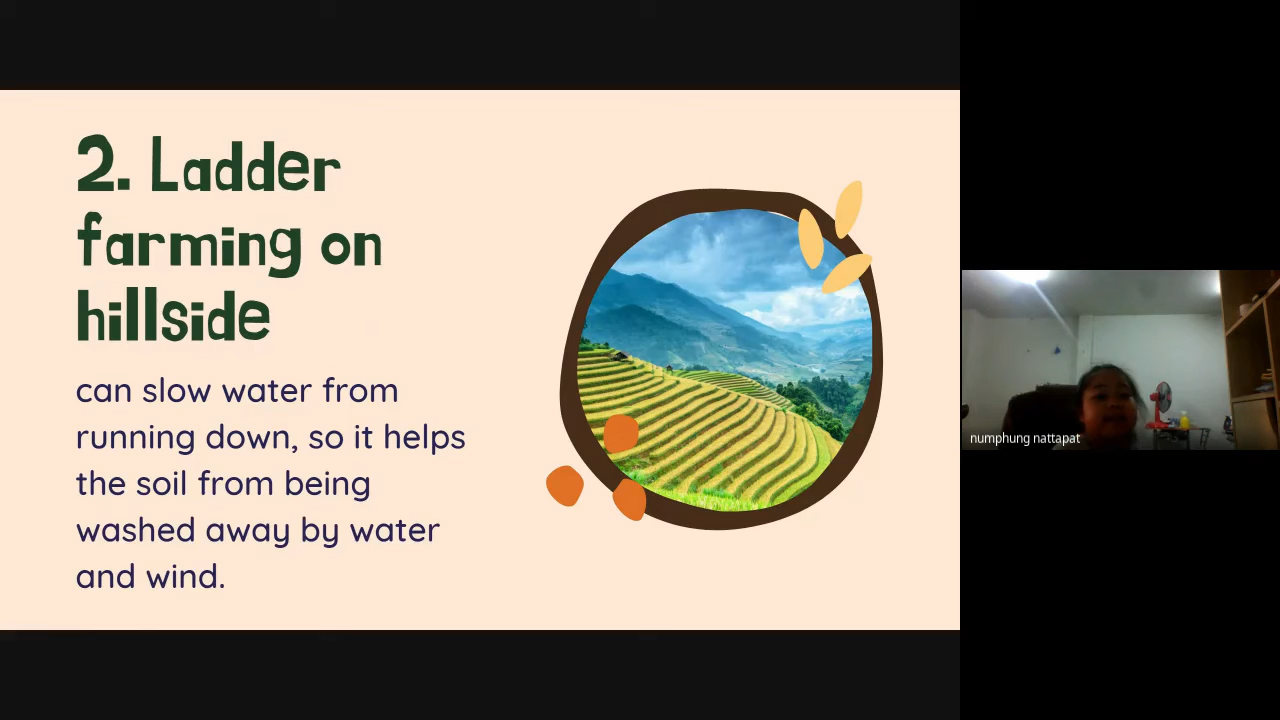 2. Ladder
farming on
hillside
can slow water from
running down, so it helps
the soil from being
washed away by water
and wind.
numphung nattapat